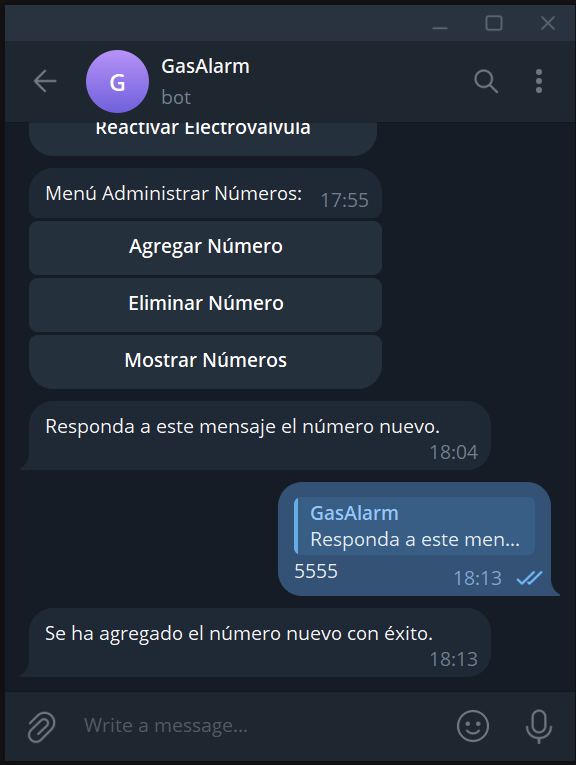 GasAlarm
G
bot
Reactivar Electroválvula
Menú Administrar Números:
17:55
Agregar Número
Eliminar Número
Mostrar Números
Responda a este mensaje el número nuevo.
18:04
GasAlarm
Responda a este men...
5555
18:13
Se ha agregado el número nuevo con éxito.
18:13
Write a message...